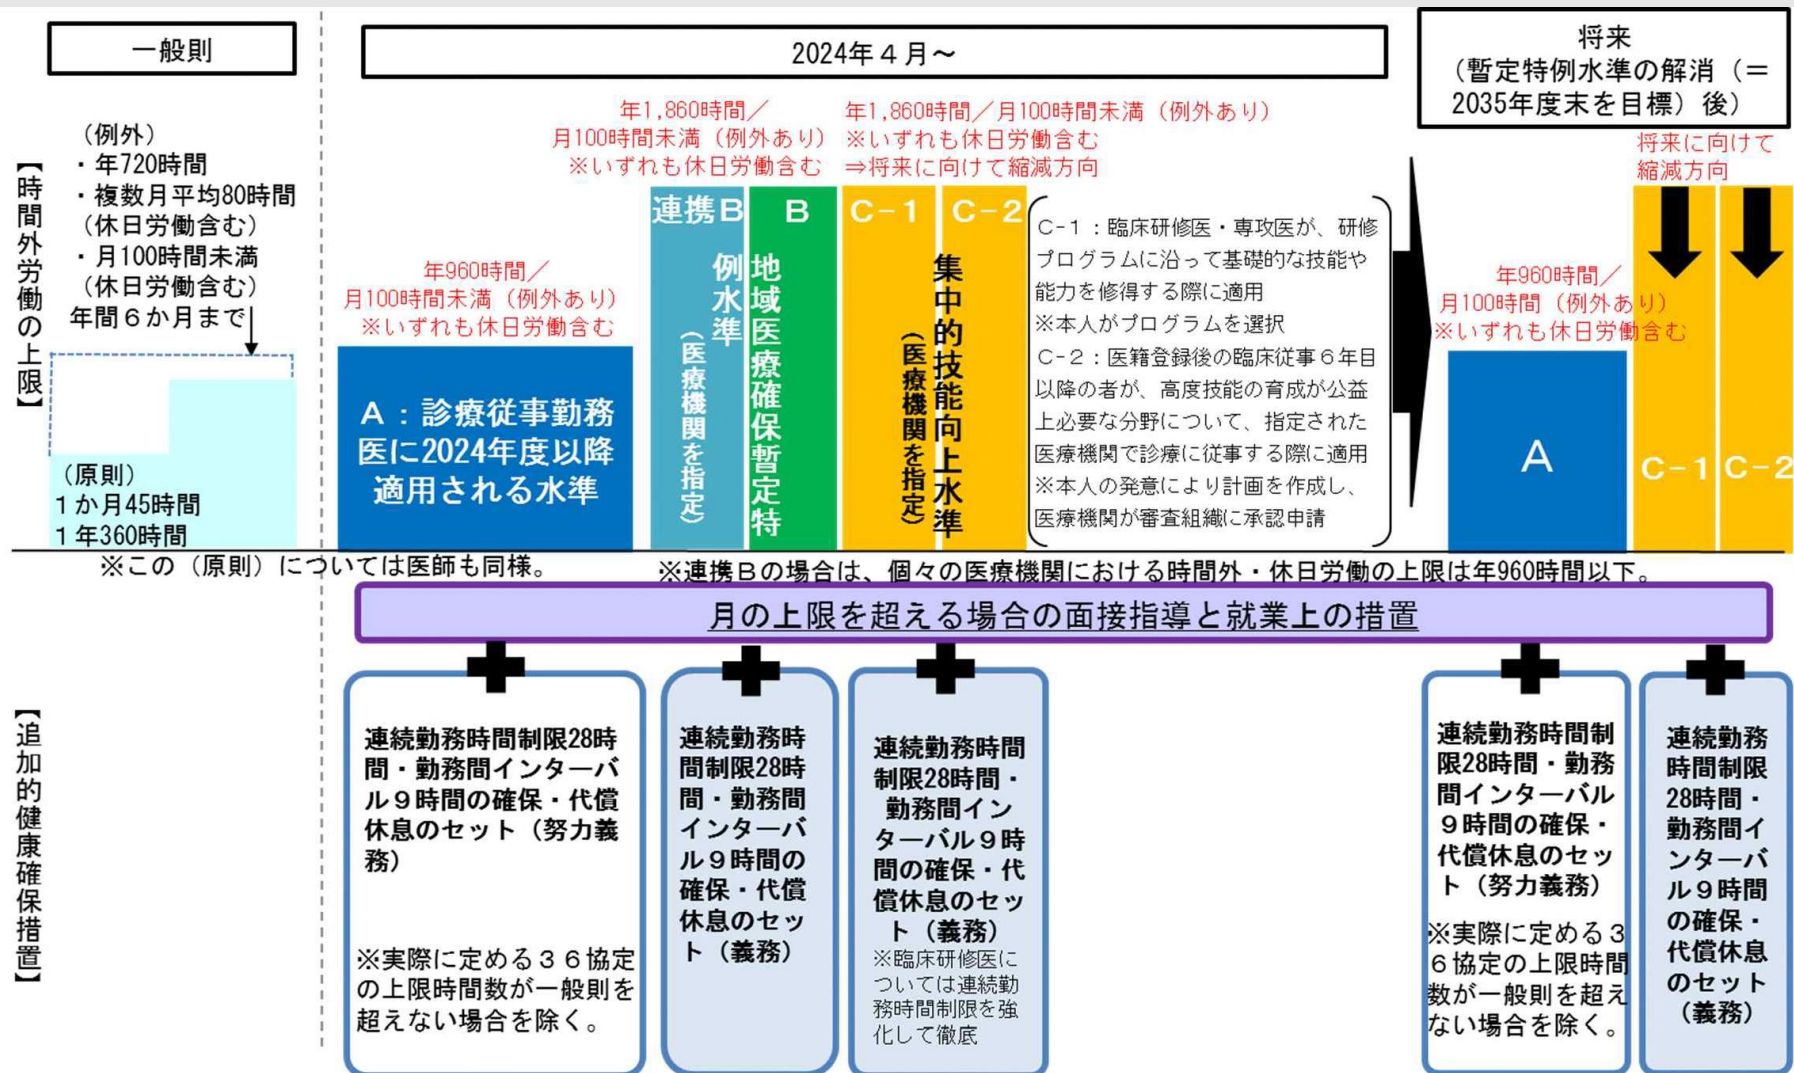 一般則
2024年4月～
将来
（暫定特例水準の解消（＝
2035年度末を目標）後）
【時間外労働の上限】
（例外）
・年720時間
・複数月平均80時間
（休日労働含む）
・月100時間未満
（休日労働含む）
年間６か月まで
（原則）
１か月45時間
１年360時間
※この（原則）については医師も同様。
年960時間／
月100時間未満（例外あり）
※いずれも休日労働含む
A：診療従事勤務
医に2024年度以降
適用される水準
年1,860時間／
月100時間未満（例外あり）
※いずれも休日労働含む
連携B
B
地域医療確保暫定特
例水準
（医療機関を指定）
年1,860時間／月100時間未満（例外あり）
※いずれも休日労働含む
⇒将来に向けて縮減方向
C-1
C-2
集中的技能向上水準
（医療機関を指定）
C-1：臨床研修医・専攻医が、研修
プログラムに沿って基礎的な技能や
能力を修得する際に適用
※本人がプログラムを選択
C-2：医籍登録後の臨床従事６年目
以降の者が、高度技能の育成が公益
上必要な分野について、指定された
医療機関で診療に従事する際に適用
※本人の発意により計画を作成し、
医療機関が審査組織に承認申請
将来に向けて
縮減方向
年960時間／
月100時間（例外あり）
※いずれも休日労働含む
A
C-1
C-2
※連携Bの場合は、個々の医療機関における時間外・休日労働の上限は年960時間以下。
月の上限を超える場合の面接指導と就業上の措置
【追加的健康確保措置】
連続勤務時間制限28時
間・勤務間インターバ
ル９時間の確保・代償
休息のセット（努力義
務）
※実際に定める３６協定
の上限時間数が一般則を
超えない場合を除く。
連続勤務時
間制限28時
間・勤務間
インターバ
ル９時間の
確保・代償
休息のセッ
ト（義務）
連続勤務時間
制限28時間・
勤務間イン
ターバル９時
間の確保・代
償休息のセッ
ト（義務）
※臨床研修医に
ついては連続勤
務時間制限を強
化して徹底
連続勤務時間制
限28時間・勤務
間インターバル
９時間の確保・
代償休息のセッ
ト（努力義務）
※実際に定める３
６協定の上限時間
数が一般則を超え
ない場合を除く。
連続勤務
時間制限
28時間・
勤務間イ
ンターバ
ル９時間
の確保・
代償休息
のセット
（義務）